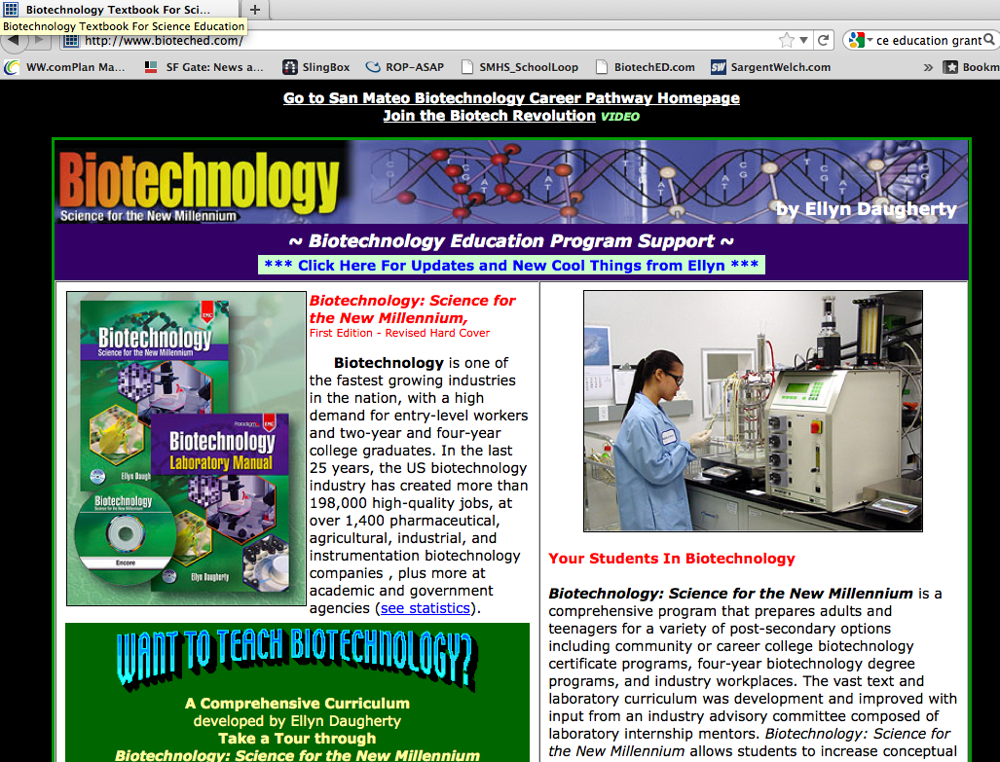 Biotechnology Textbook For Sci...
Biotechnology Textbook For Science Education
http://www.bioteched.com/
ce education grant
WW.comPlan Ma...
SF Gate: News a...
SlingBox
ROP-ASAP
SMHS_SchoolLoop
BiotechED.com
SW SargentWelch.com
»
Bookm
Go to San Mateo Biotechnology Career Pathway Homepage
Join the Biotech Revolution VIDEO
Biotechnology
Science for the New Millennium
by Ellyn Daugherty
~ Biotechnology Education Program Support ~
*** Click Here For Updates and New Cool Things from Ellyn ***
EMC
Biotechnology
Science for the New Millennium
Ellyn Daugh
Paradigm EMC
Biotechnology
Laboratory Manual
Ellyn Daugherty
Biotechnology
Science for the New Millennium
Encore
Biotechnology: Science for
the New Millennium,
First Edition - Revised Hard Cover
Biotechnology is one of
the fastest growing industries
in the nation, with a high
demand for entry-level workers
and two-year and four-year
college graduates. In the last
25 years, the US biotechnology
industry has created more than
198,000 high-quality jobs, at
over 1,400 pharmaceutical,
agricultural, industrial, and
instrumentation biotechnology
companies , plus more at
academic and government
agencies (see statistics).
WANT TO TEACH BIOTECHNOLOGY?
A Comprehensive Curriculum
developed by Ellyn Daugherty
Take a Tour through
Biotechnology: Science for the New Millennium
Your Students In Biotechnology
Biotechnology: Science for the New Millennium is a
comprehensive program that prepares adults and
teenagers for a variety of post-secondary options
including community or career college biotechnology
certificate programs, four-year biotechnology degree
programs, and industry workplaces. The vast text and
laboratory curriculum was development and improved with
input from an industry advisory committee composed of
laboratory internship mentors. Biotechnology: Science for
the New Millennium allows students to increase conceptual